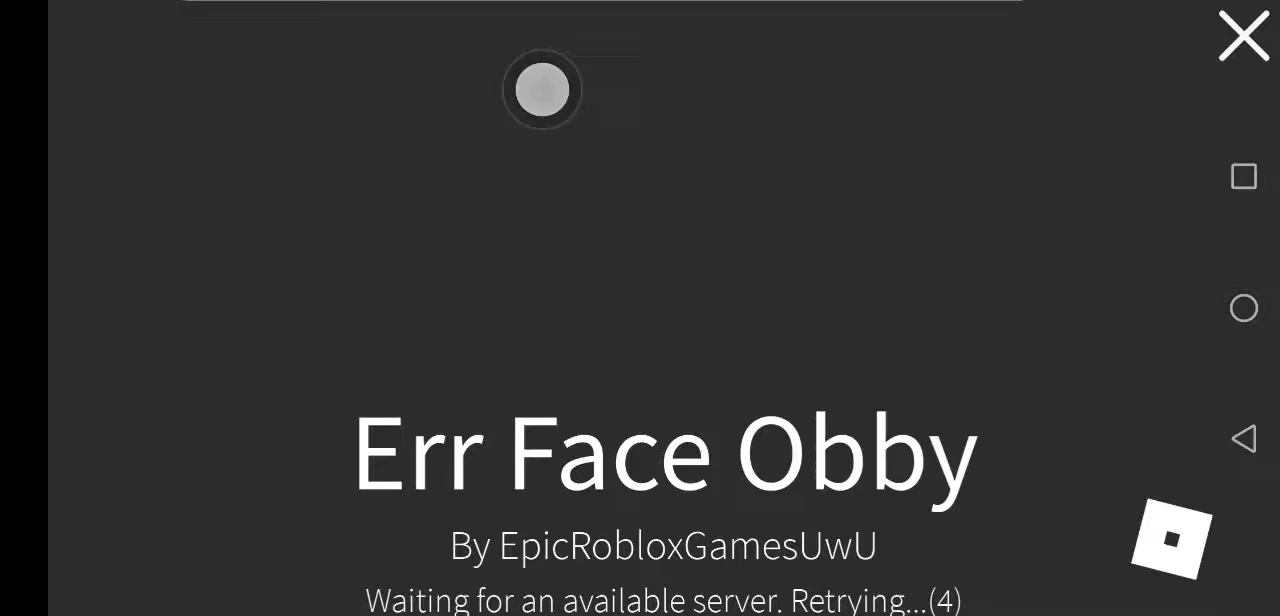 Err Face Obby
By EpicRobloxGamesUwU
Waiting for an available server. Retrying...(4)